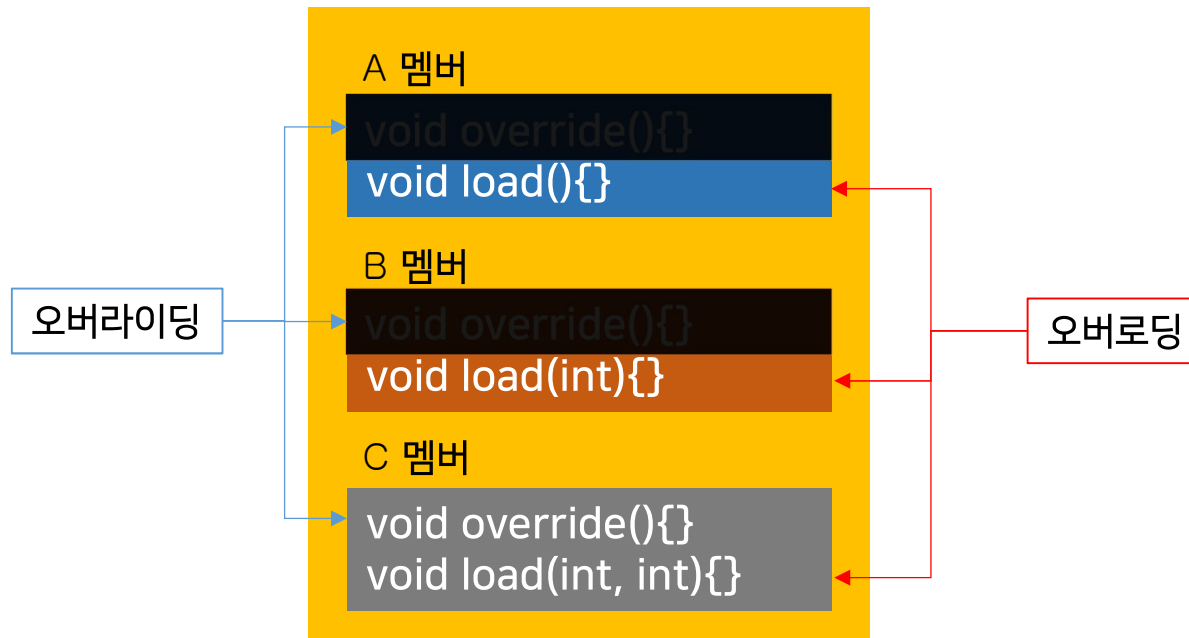 A 멤버
void override(){}
void load(){}
B 멤버
void override(){}
void load(int){}
오버라이딩
오버로딩
C 멤버
void override(){}
void load(int, int){}